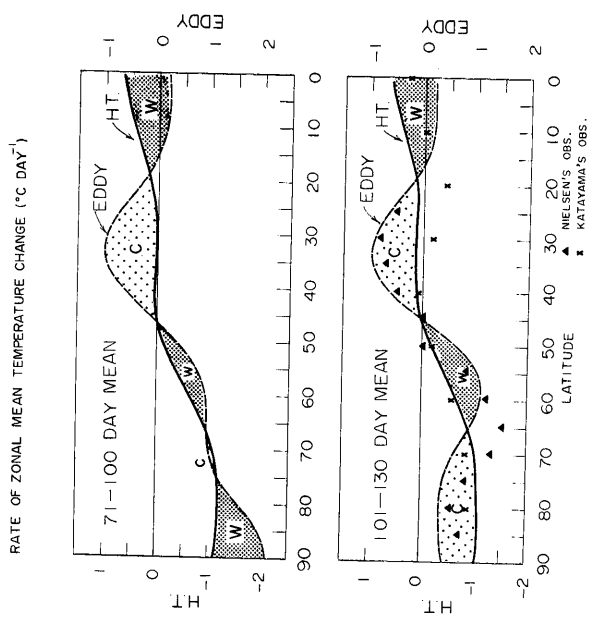 RATE OF ZONAL MEAN TEMPERATURE CHANGE (°C DAY⁻¹)
71–100 DAY MEAN
EDDY
H.T.
C
W
W
C
W
H.T.
1
0
-1
-2
EDDY
-1
0
1
2
90 80 70 60 50 40 30 20 10 0
101–130 DAY MEAN
EDDY
H.T.
C
W
W
C
H.T.
1
0
-1
-2
EDDY
-1
0
1
2
90 80 70 60 50 40 30 20 10 0
LATITUDE
▲ NIELSEN'S OBS.
× KATAYAMA'S OBS.